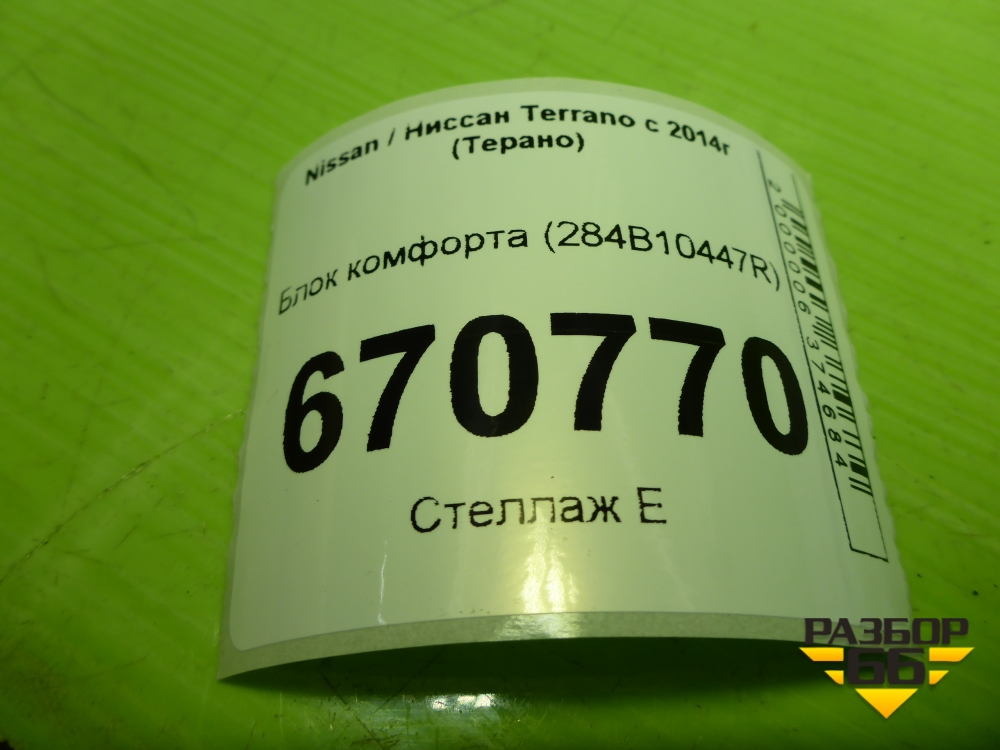 Nissan / Ниссан Terrano с 2014г
(Терано)
Блок комфорта (284B10447R)
670770
Стеллаж Е
2000006374684
РАЗБОР
66